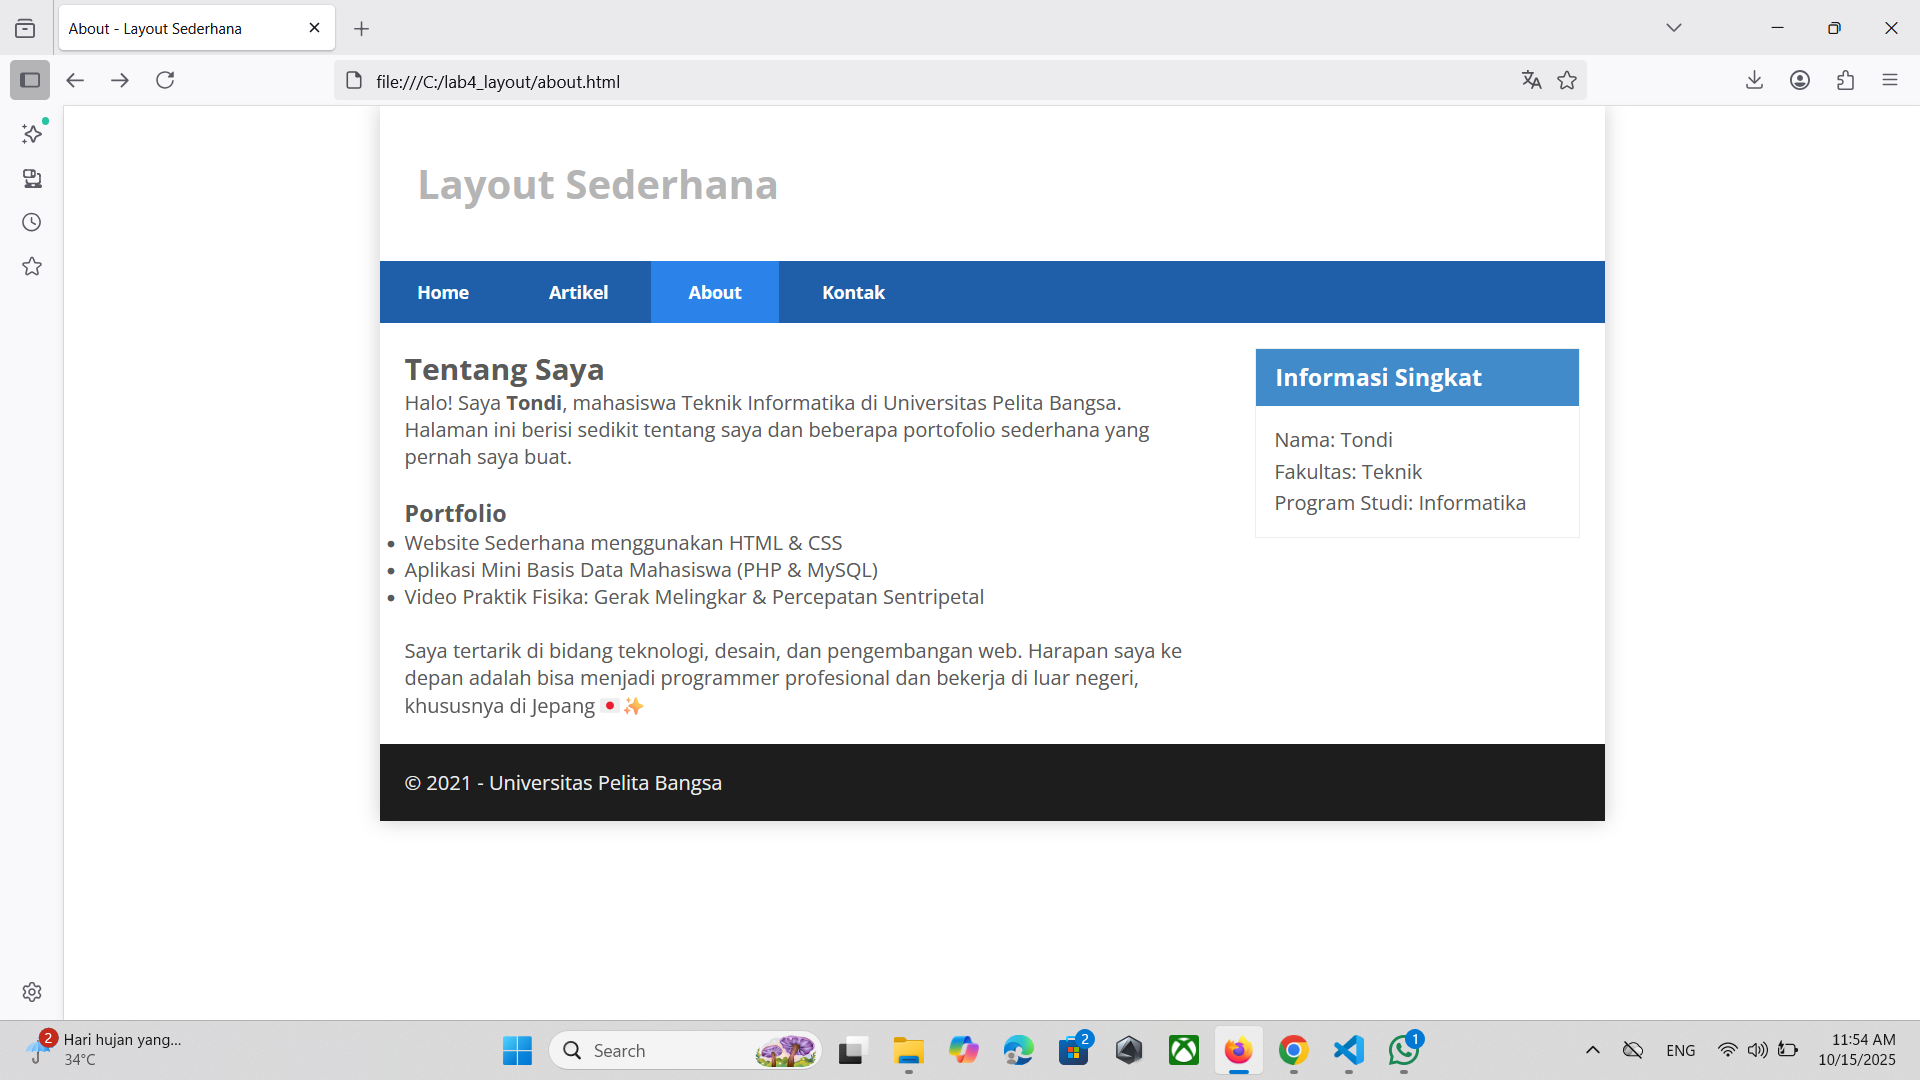 About - Layout Sederhana
file:///C:/lab4_layout/about.html
Layout Sederhana
Home Artikel About Kontak
Tentang Saya
Halo! Saya Tondi, mahasiswa Teknik Informatika di Universitas Pelita Bangsa.
Halaman ini berisi sedikit tentang saya dan beberapa portofolio sederhana yang
pernah saya buat.
Portfolio
• Website Sederhana menggunakan HTML & CSS
• Aplikasi Mini Basis Data Mahasiswa (PHP & MySQL)
• Video Praktik Fisika: Gerak Melingkar & Percepatan Sentripetal
Saya tertarik di bidang teknologi, desain, dan pengembangan web. Harapan saya ke
depan adalah bisa menjadi programmer profesional dan bekerja di luar negeri,
khususnya di Jepang 🇯🇵✨
Informasi Singkat
Nama: Tondi
Fakultas: Teknik
Program Studi: Informatika
© 2021 - Universitas Pelita Bangsa
2
Hari hujan yang...
34°C
Search
2
1
ENG
11:54 AM
10/15/2025